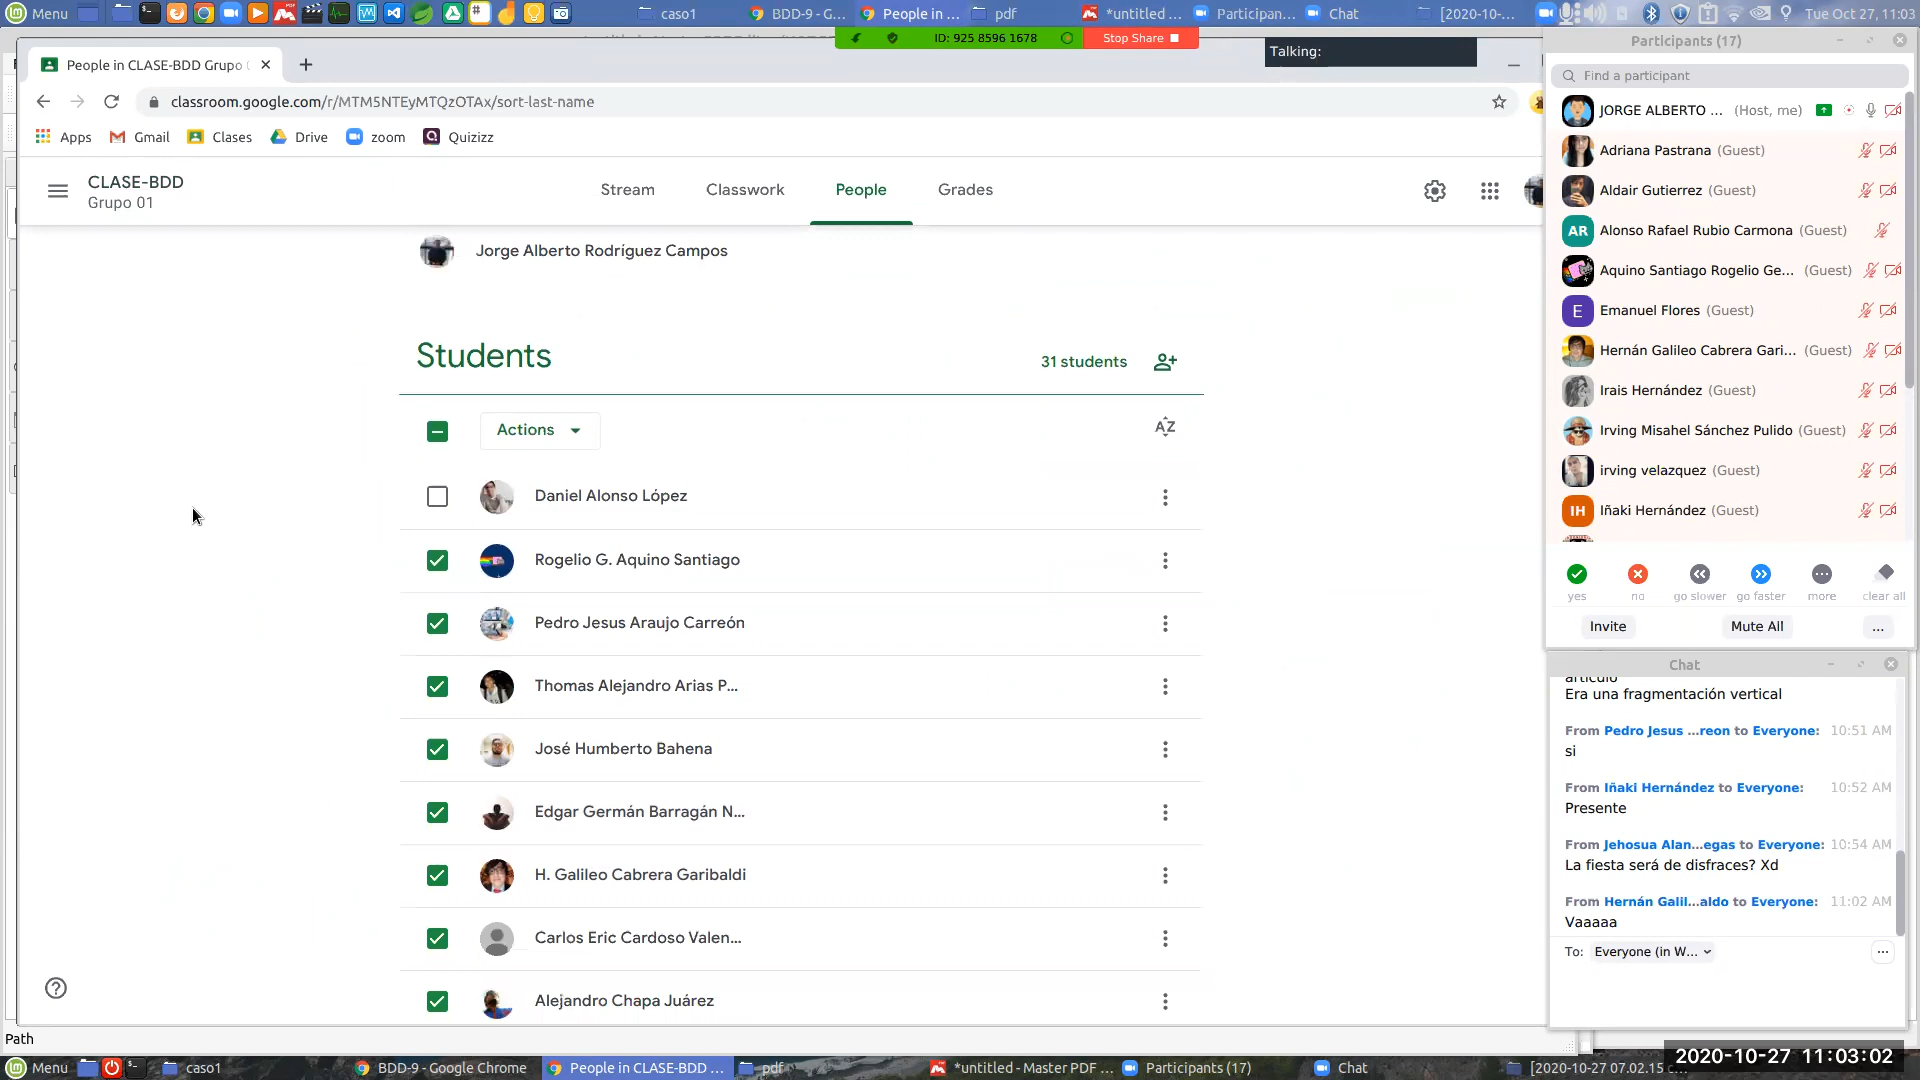 Menu
caso1
BDD-9 - G...
People in ...
pdf
*untitled ...
Participan...
Chat
[2020-10-...
Tue Oct 27, 11:03
ID: 925 8596 1678
Stop Share
Talking:
People in CLASE-BDD Grupo
classroom.google.com/r/MTM5NTEyMTQzOTAx/sort-last-name
Apps
Gmail
Clases
Drive
zoom
Quizizz
CLASE-BDD
Grupo 01
Stream
Classwork
People
Grades
Jorge Alberto Rodríguez Campos
Students
31 students
Actions
AZ
Daniel Alonso López
Rogelio G. Aquino Santiago
Pedro Jesus Araujo Carreón
Thomas Alejandro Arias P...
José Humberto Bahena
Edgar Germán Barragán N...
H. Galileo Cabrera Garibaldi
Carlos Eric Cardoso Valen...
Alejandro Chapa Juárez
Path
Participants (17)
Find a participant
JORGE ALBERTO ... (Host, me)
Adriana Pastrana (Guest)
Aldair Gutierrez (Guest)
AR Alonso Rafael Rubio Carmona (Guest)
Aquino Santiago Rogelio Ge... (Guest)
E Emanuel Flores (Guest)
Hernán Galileo Cabrera Gari... (Guest)
Irais Hernández (Guest)
Irving Misahel Sánchez Pulido (Guest)
irving velazquez (Guest)
IH Iñaki Hernández (Guest)
yes
no
go slower
go faster
more
clear all
Invite
Mute All
...
Chat
articulo
Era una fragmentación vertical
From Pedro Jesus ...reon to Everyone: 10:51 AM
si
From Iñaki Hernández to Everyone: 10:52 AM
Presente
From Jehosua Alan...egas to Everyone: 10:54 AM
La fiesta será de disfraces? Xd
From Hernán Galil...aldo to Everyone: 11:02 AM
Vaaaaa
To: Everyone (in W...
Menu
caso1
BDD-9 - Google Chrome
People in CLASE-BDD ...
pdf
*untitled - Master PDF ...
Participants (17)
Chat
[2020-10-27 07.02.15 c...
2020-10-27 11:03:02